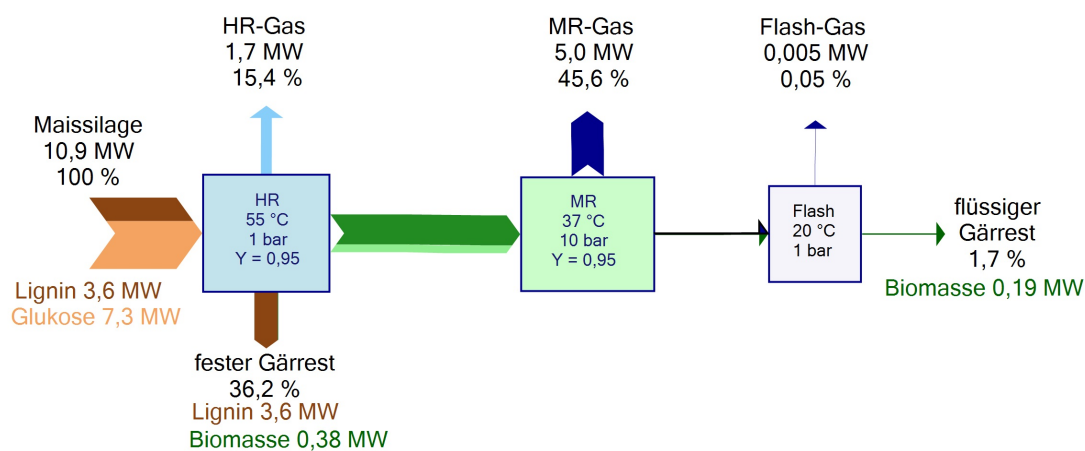 HR-Gas
1,7 MW
15,4 %
MR-Gas
5,0 MW
45,6 %
Flash-Gas
0,005 MW
0,05 %
Maissilage
10,9 MW
100 %
Lignin 3,6 MW
Glukose 7,3 MW
HR
55 °C
1 bar
Y = 0,95
MR
37 °C
10 bar
Y = 0,95
Flash
20 °C
1 bar
flüssiger
Gärrest
1,7 %
Biomasse 0,19 MW
fester Gärrest
36,2 %
Lignin 3,6 MW
Biomasse 0,38 MW